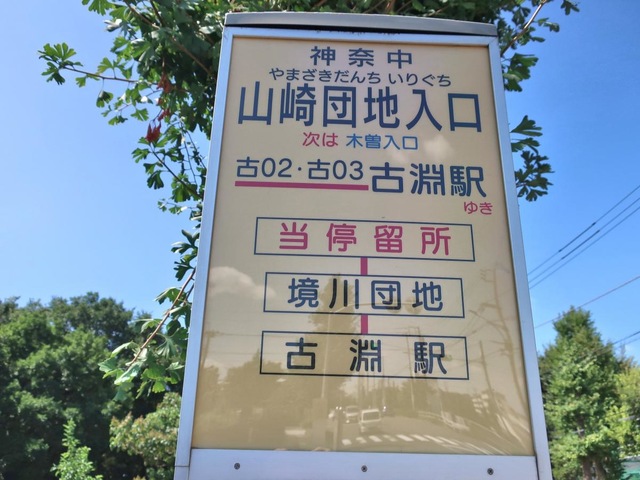 神奈中
やまざきだんち いりぐち
山崎団地入口
次は 木曽入口
古02・古03 古淵駅
ゆき
当停留所
境川団地
古淵駅